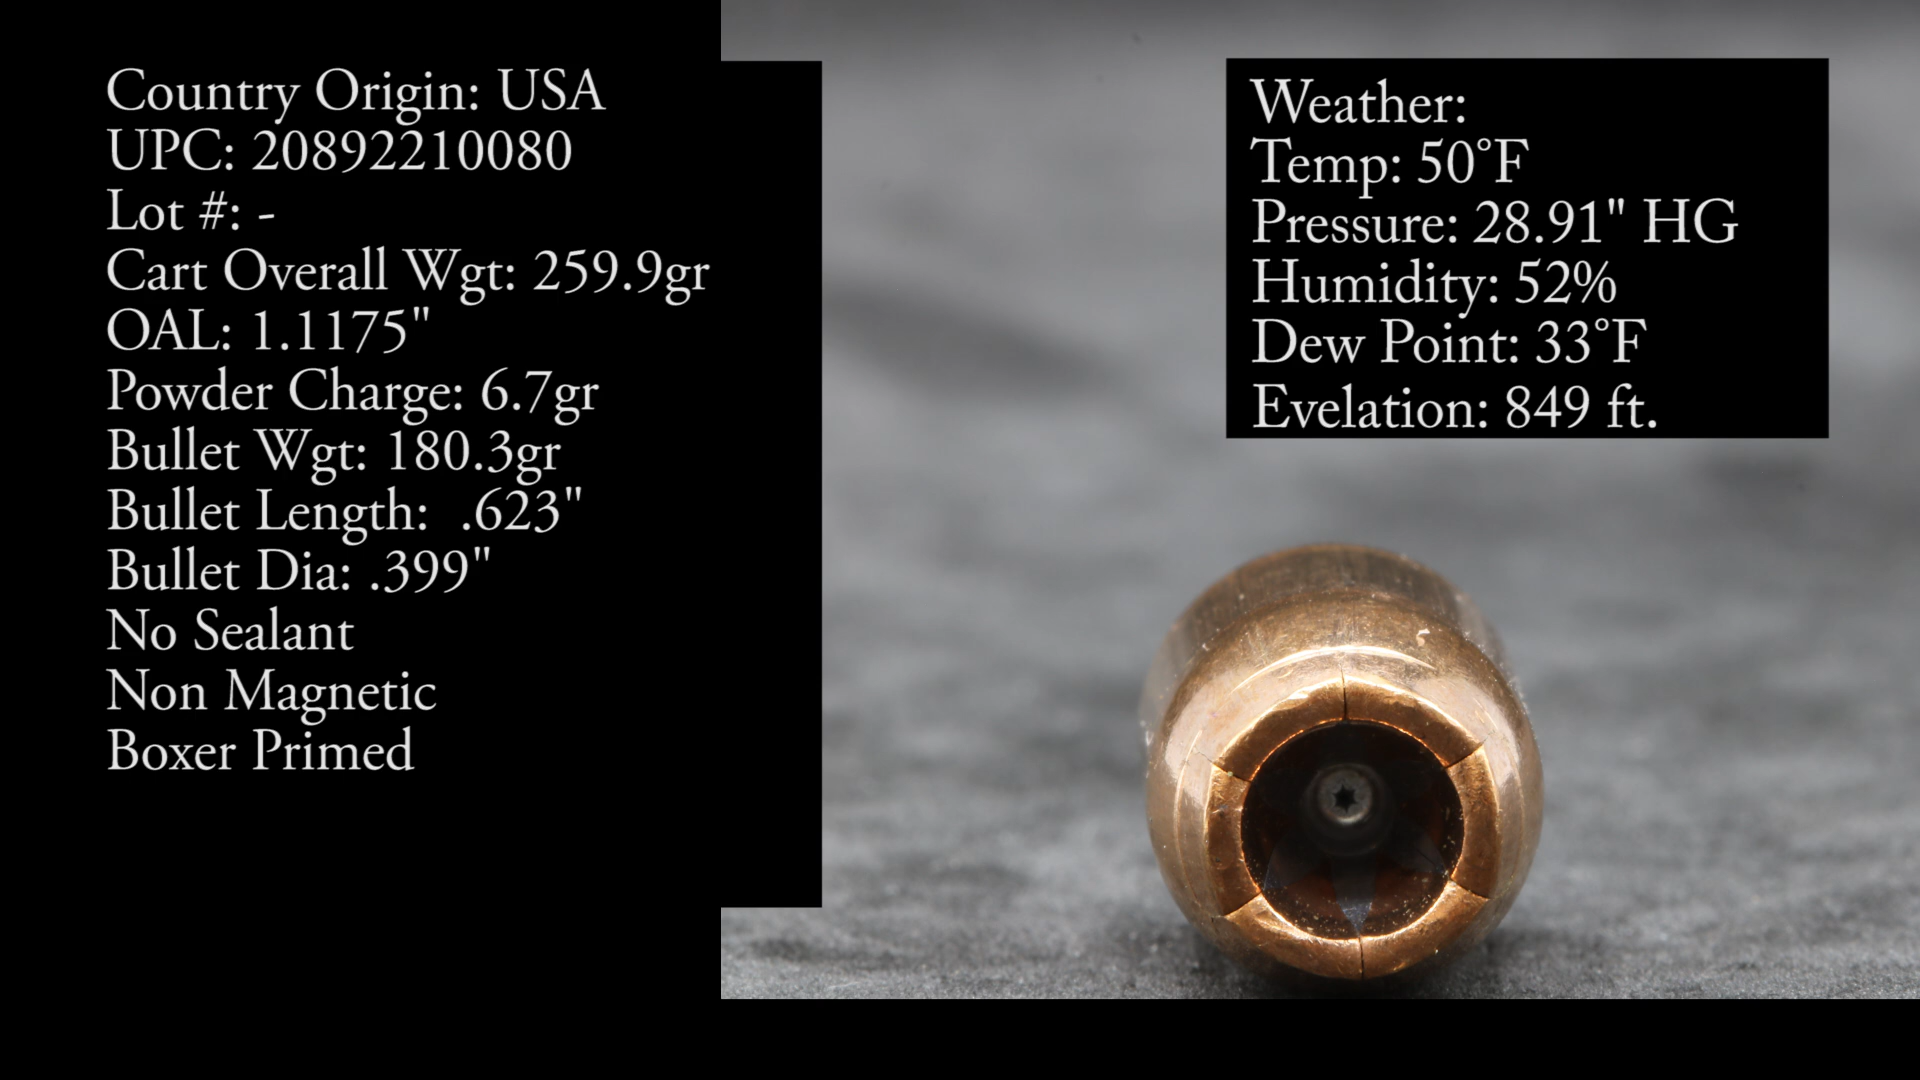 Country Origin: USA
UPC: 20892210080
Lot #: -
Cart Overall Wgt: 259.9gr
OAL: 1.1175"
Powder Charge: 6.7gr
Bullet Wgt: 180.3gr
Bullet Length:  .623"
Bullet Dia: .399"
No Sealant
Non Magnetic
Boxer Primed
Weather:
Temp: 50°F
Pressure: 28.91" HG
Humidity: 52%
Dew Point: 33°F
Evelation: 849 ft.